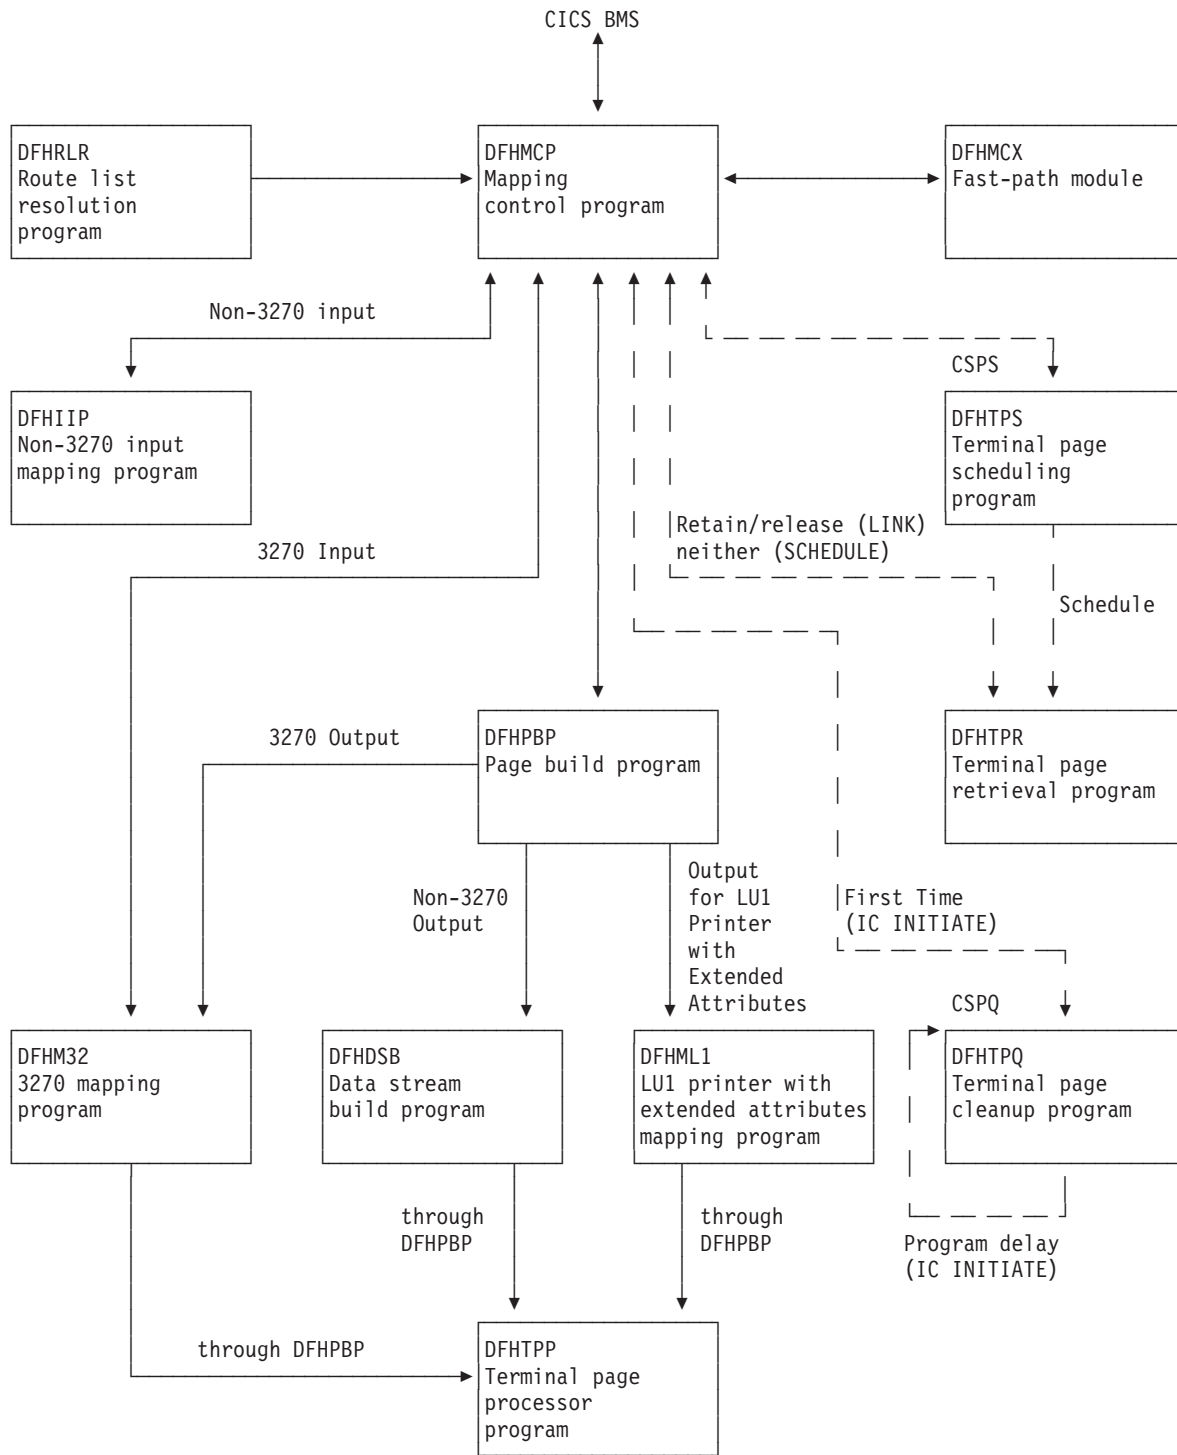 CICS BMS
DFHRLR
Route list
resolution
program
DFHMCP
Mapping
control program
DFHMCX
Fast-path module
Non-3270 input
CSPS
DFHIIP
Non-3270 input
mapping program
DFHTPS
Terminal page
scheduling
program
Retain/release (LINK)
neither (SCHEDULE)
3270 Input
Schedule
3270 Output
DFHPBP
Page build program
DFHTPR
Terminal page
retrieval program
Non-3270
Output
Output
for LU1
Printer
with
Extended
Attributes
First Time
(IC INITIATE)
CSPQ
DFHM32
3270 mapping
program
DFHDSB
Data stream
build program
DFHML1
LU1 printer with
extended attributes
mapping program
DFHTPQ
Terminal page
cleanup program
through
DFHPBP
through
DFHPBP
Program delay
(IC INITIATE)
through DFHPBP
DFHTPP
Terminal page
processor
program